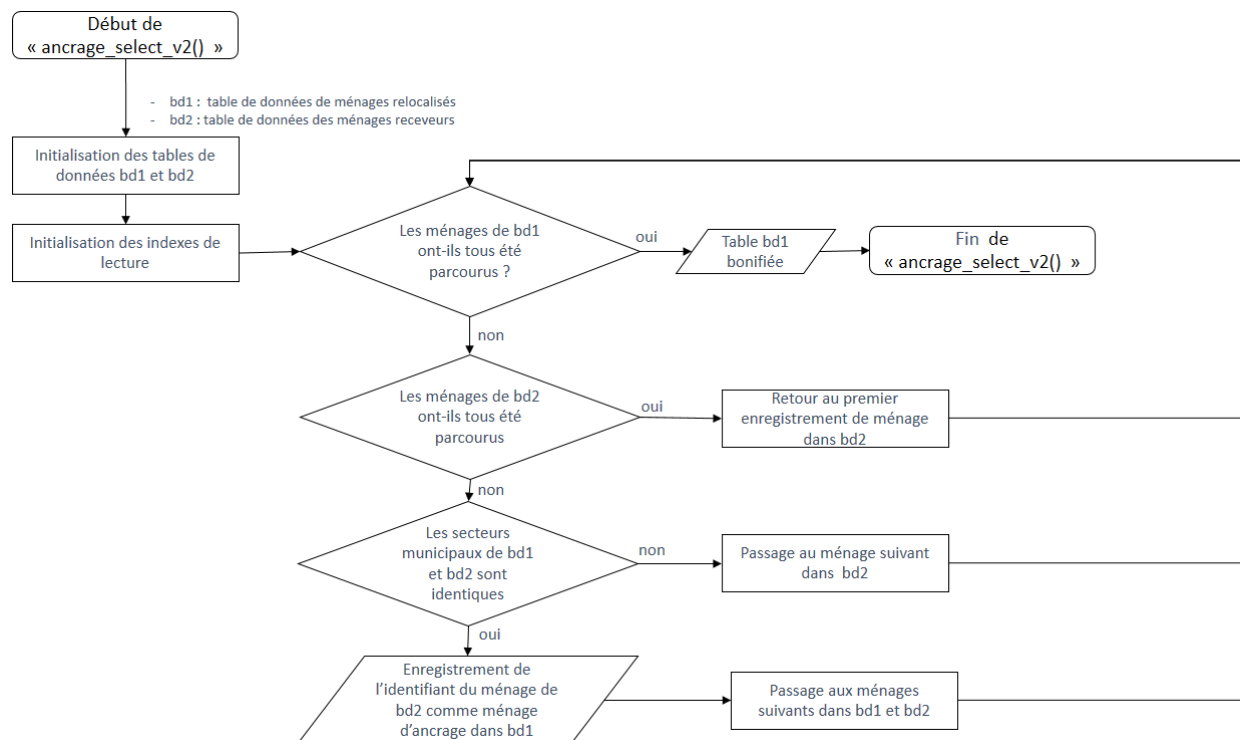 Début de
« ancrage_select_v2() »
- bd1 : table de données de ménages relocalisés
- bd2 : table de données des ménages receveurs
Initialisation des tables de
données bd1 et bd2
Initialisation des indexes de
lecture
Les ménages de bd1
ont-ils tous été
parcourus ?
oui
Table bd1
bonifiée
Fin de
« ancrage_select_v2() »
non
Les ménages de bd2
ont-ils tous été
parcourus
oui
Retour au premier
enregistrement de ménage
dans bd2
non
Les secteurs
municipaux de bd1
et bd2 sont
identiques
non
Passage au ménage suivant
dans bd2
oui
Enregistrement de
l'identifiant du ménage de
bd2 comme ménage
d'ancrage dans bd1
Passage aux ménages
suivants dans bd1 et bd2